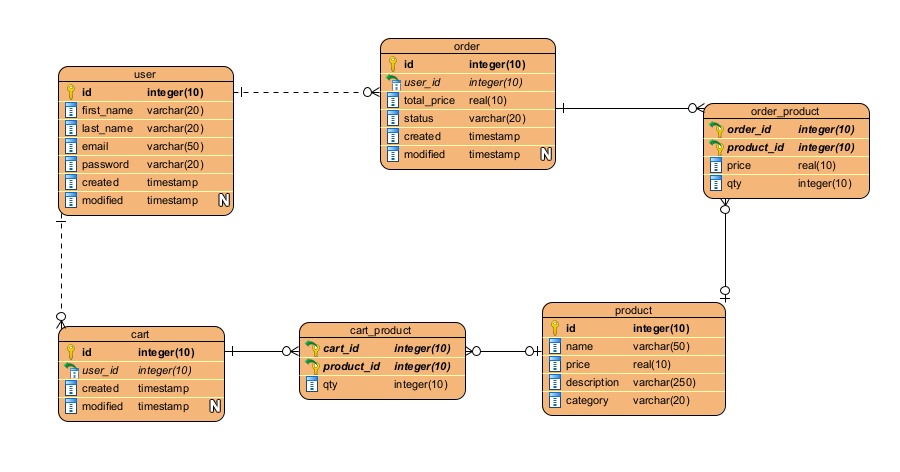 user
id integer(10)
first_name varchar(20)
last_name varchar(20)
email varchar(50)
password varchar(20)
created timestamp
modified timestamp N
order
id integer(10)
user_id integer(10)
total_price real(10)
status varchar(20)
created timestamp
modified timestamp N
order_product
order_id integer(10)
product_id integer(10)
price real(10)
qty integer(10)
cart
id integer(10)
user_id integer(10)
created timestamp
modified timestamp N
cart_product
cart_id integer(10)
product_id integer(10)
qty integer(10)
product
id integer(10)
name varchar(50)
price real(10)
description varchar(250)
category varchar(20)